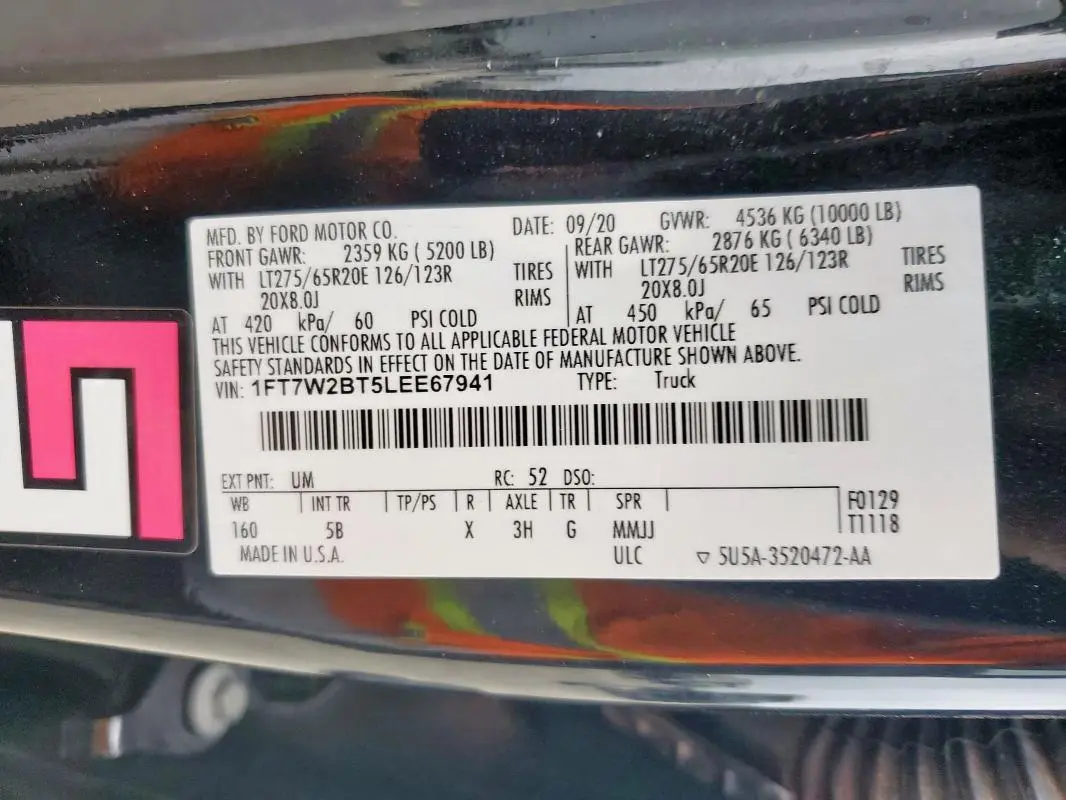 MFD. BY FORD MOTOR CO. DATE: 09/20 GVWR: 4536 KG (10000 LB)
FRONT GAWR: 2359 KG ( 5200 LB) REAR GAWR: 2876 KG ( 6340 LB)
WITH LT275/65R20E 126/123R TIRES WITH LT275/65R20E 126/123R TIRES
20X8.0J RIMS 20X8.0J RIMS
AT 420 kPa/ 60 PSI COLD AT 450 kPa/ 65 PSI COLD
THIS VEHICLE CONFORMS TO ALL APPLICABLE FEDERAL MOTOR VEHICLE
SAFETY STANDARDS IN EFFECT ON THE DATE OF MANUFACTURE SHOWN ABOVE.
VIN: 1FT7W2BT5LEE67941 TYPE: Truck
EXT PNT: UM RC: 52 DSO:
WB INT TR TP/PS R AXLE TR SPR F0129
160 5B X 3H G MMJJ T1118
MADE IN U.S.A. ULC 5U5A-3520472-AA